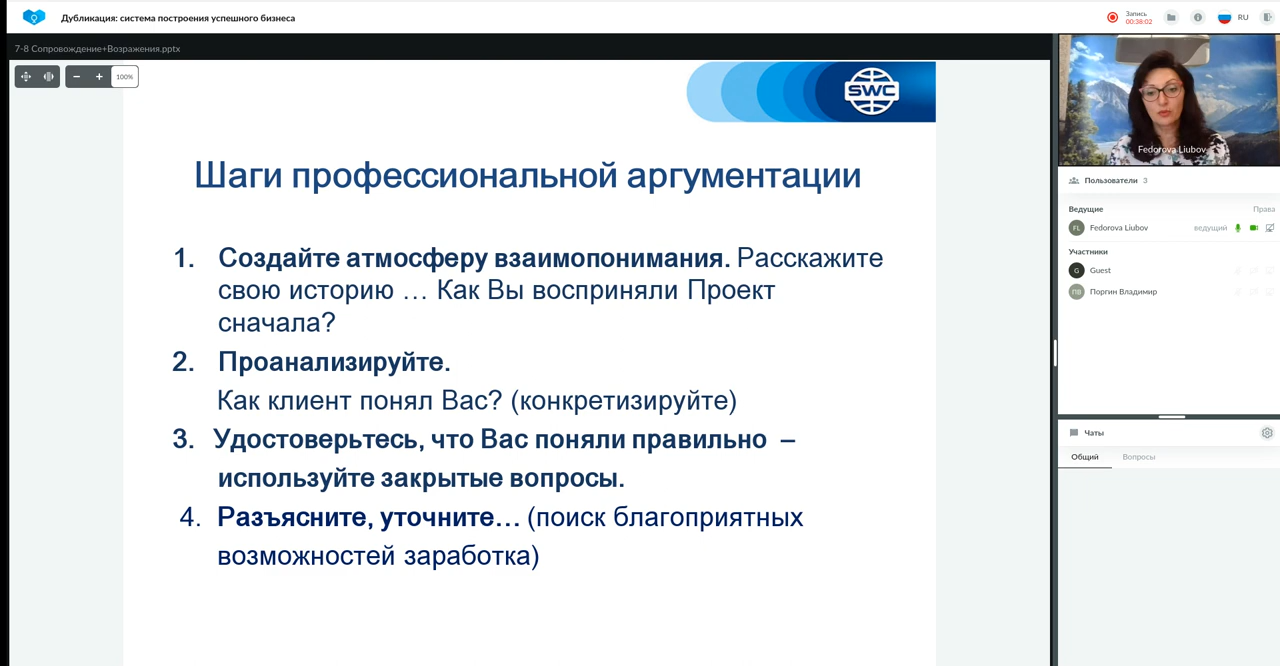 Дубликация: система построения успешного бизнеса
Запись
00:38:02
RU
7-8 Сопровождение+Возражения.pptx
100%
SWC
Шаги профессиональной аргументации
1. Создайте атмосферу взаимопонимания. Расскажите
свою историю … Как Вы восприняли Проект
сначала?
2. Проанализируйте.
Как клиент понял Вас? (конкретизируйте)
3. Удостоверьтесь, что Вас поняли правильно –
используйте закрытые вопросы.
4. Разъясните, уточните… (поиск благоприятных
возможностей заработка)
Fedorova Liubov
Пользователи 3
Ведущие Права
FL Fedorova Liubov ведущий
Участники
G Guest
ПВ Поргин Владимир
Чаты
Общий Вопросы